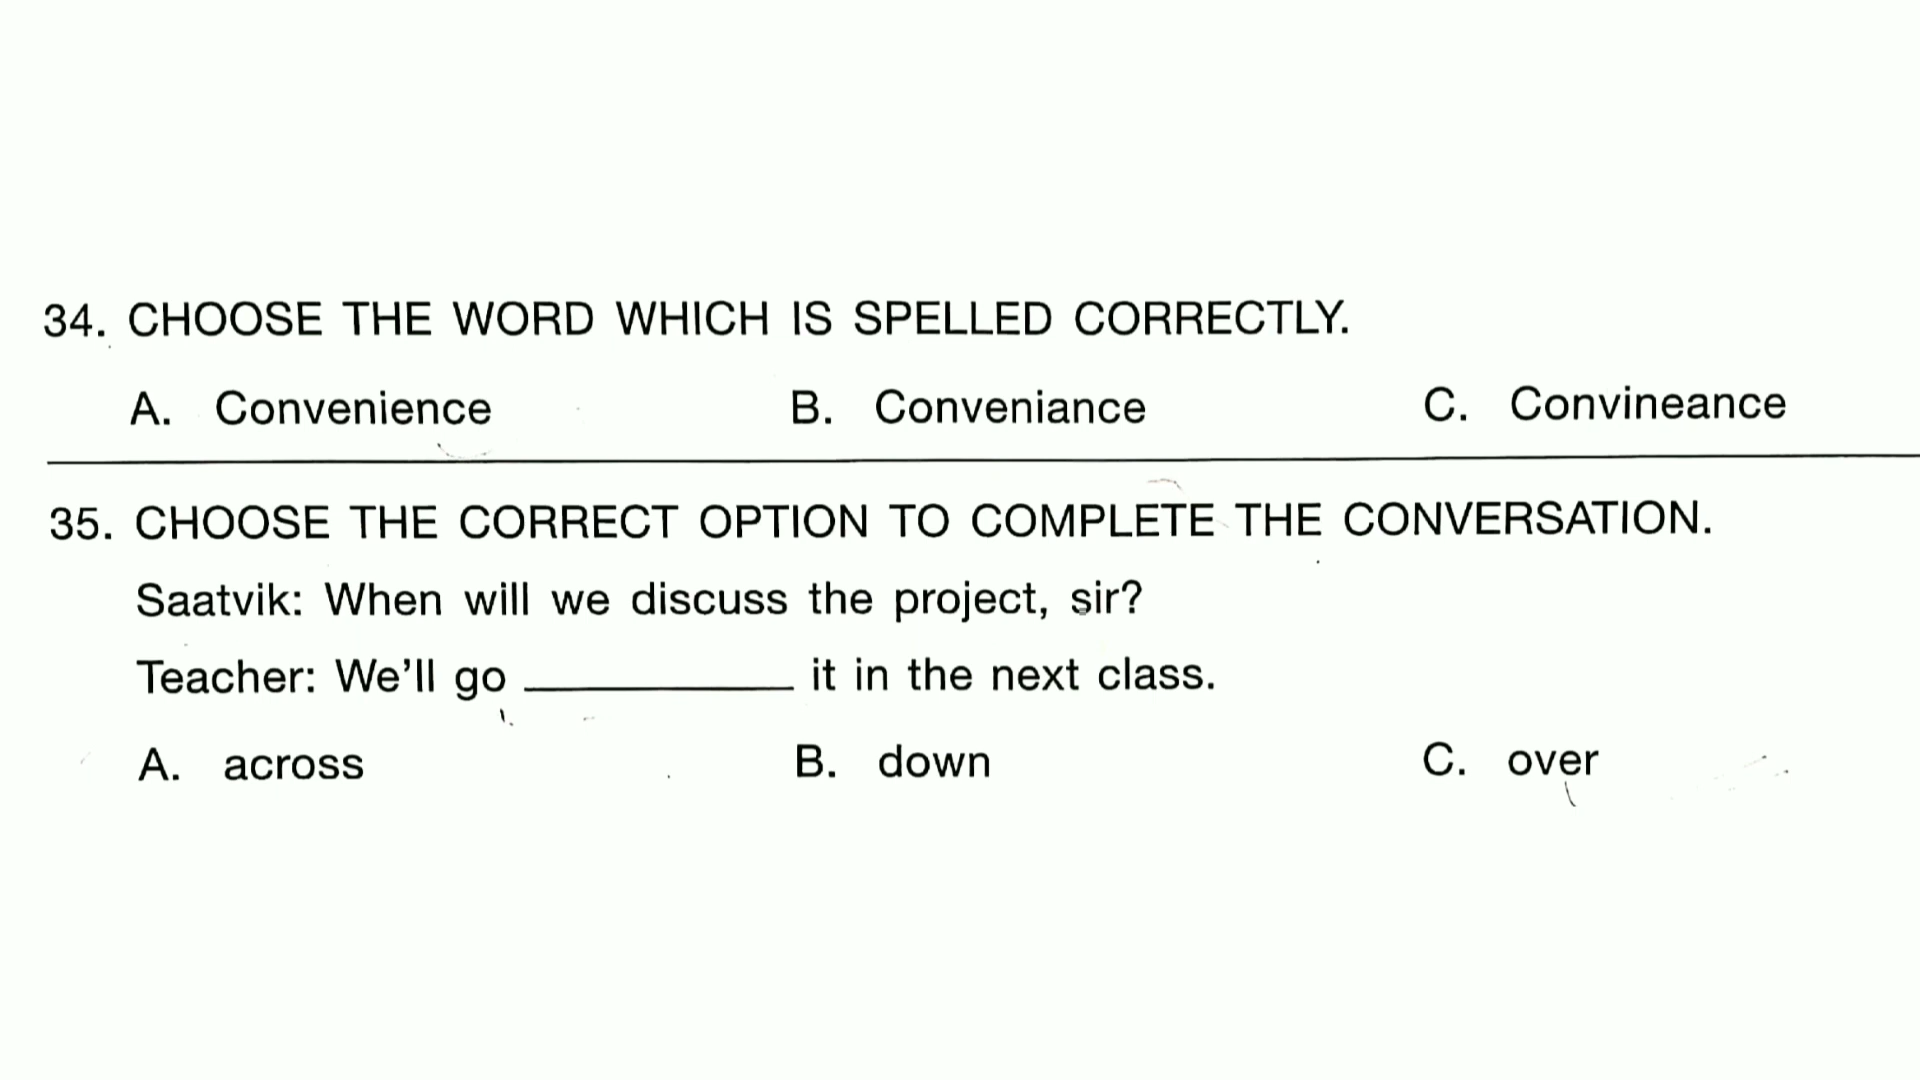 34. CHOOSE THE WORD WHICH IS SPELLED CORRECTLY.
A. Convenience B. Conveniance C. Convineance
35. CHOOSE THE CORRECT OPTION TO COMPLETE THE CONVERSATION.
Saatvik: When will we discuss the project, sir?
Teacher: We'll go __________ it in the next class.
A. across B. down C. over